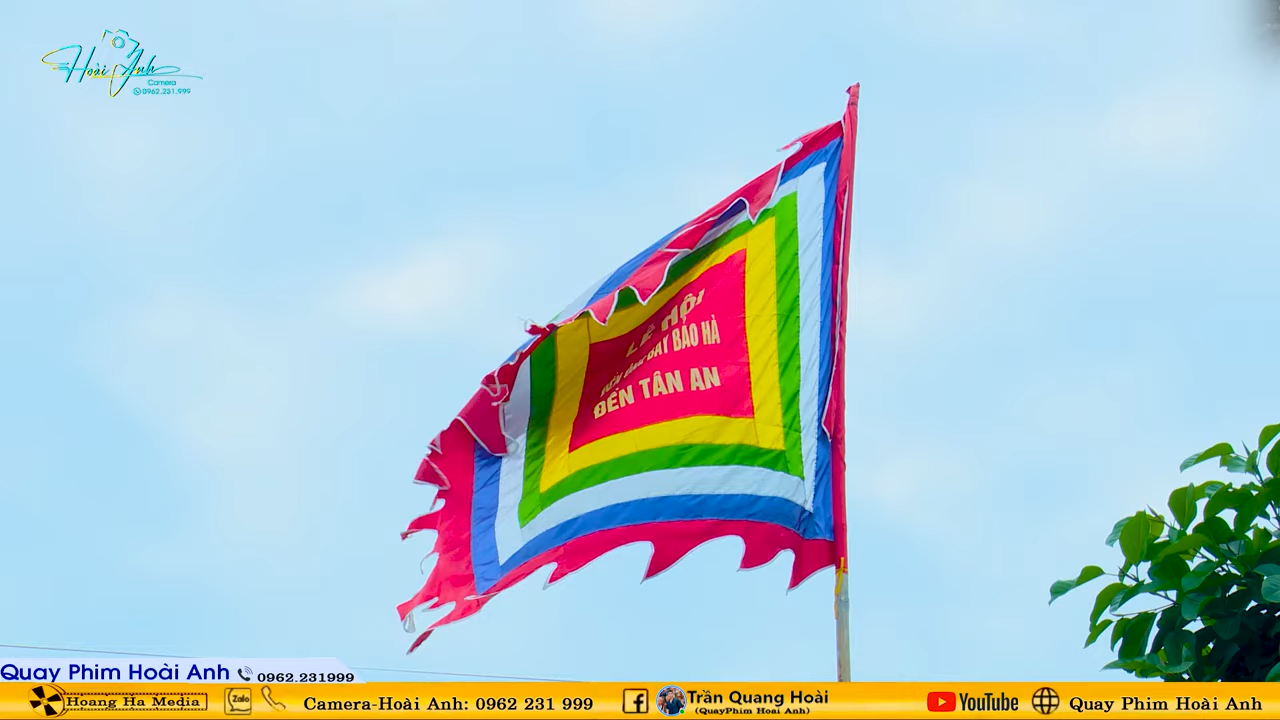 Hoài Anh
Camera
0962.231.999
LỄ HỘI
ĐỀN ÔNG BẢY BẢO HÀ
ĐỀN TÂN AN
Quay Phim Hoài Anh 0962.231999
Hoang Ha Media Zalo Camera-Hoài Anh: 0962 231 999 Trần Quang Hoài YouTube Quay Phim Hoài Anh
(QuayPhim Hoai Anh)